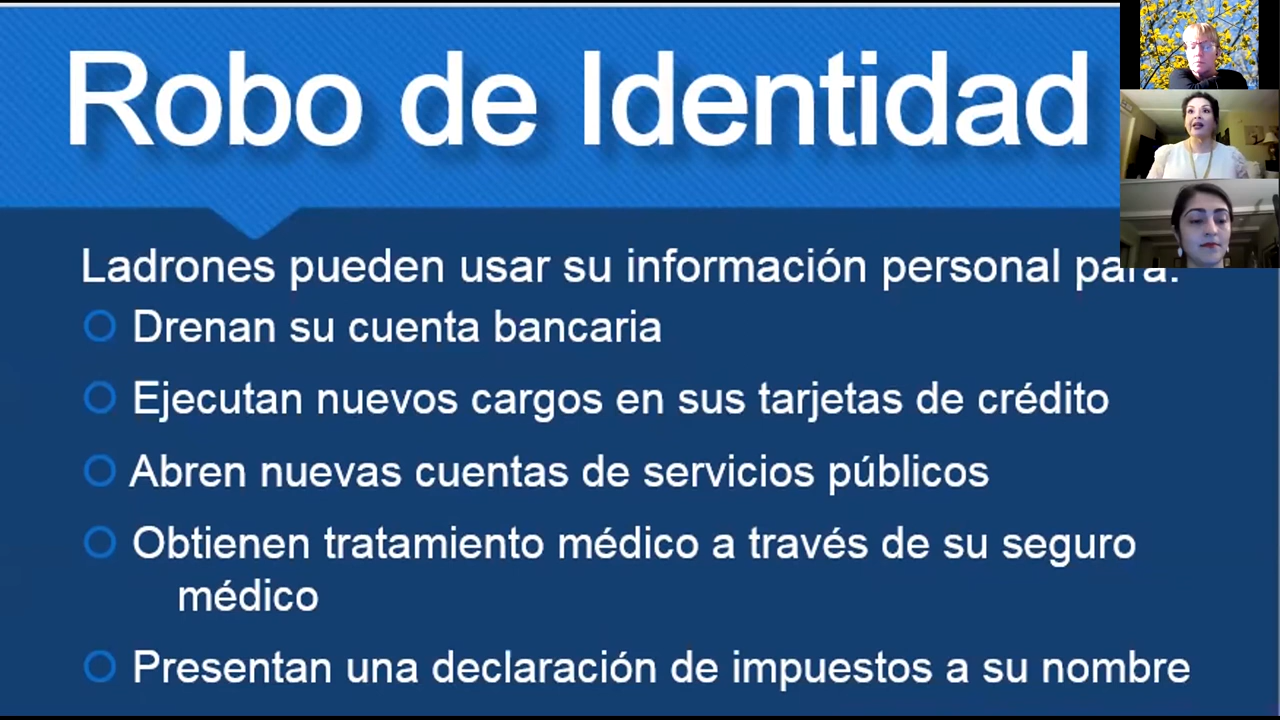 Robo de Identidad
Ladrones pueden usar su información personal para:
Drenan su cuenta bancaria
Ejecutan nuevos cargos en sus tarjetas de crédito
Abren nuevas cuentas de servicios públicos
Obtienen tratamiento médico a través de su seguro
médico
Presentan una declaración de impuestos a su nombre